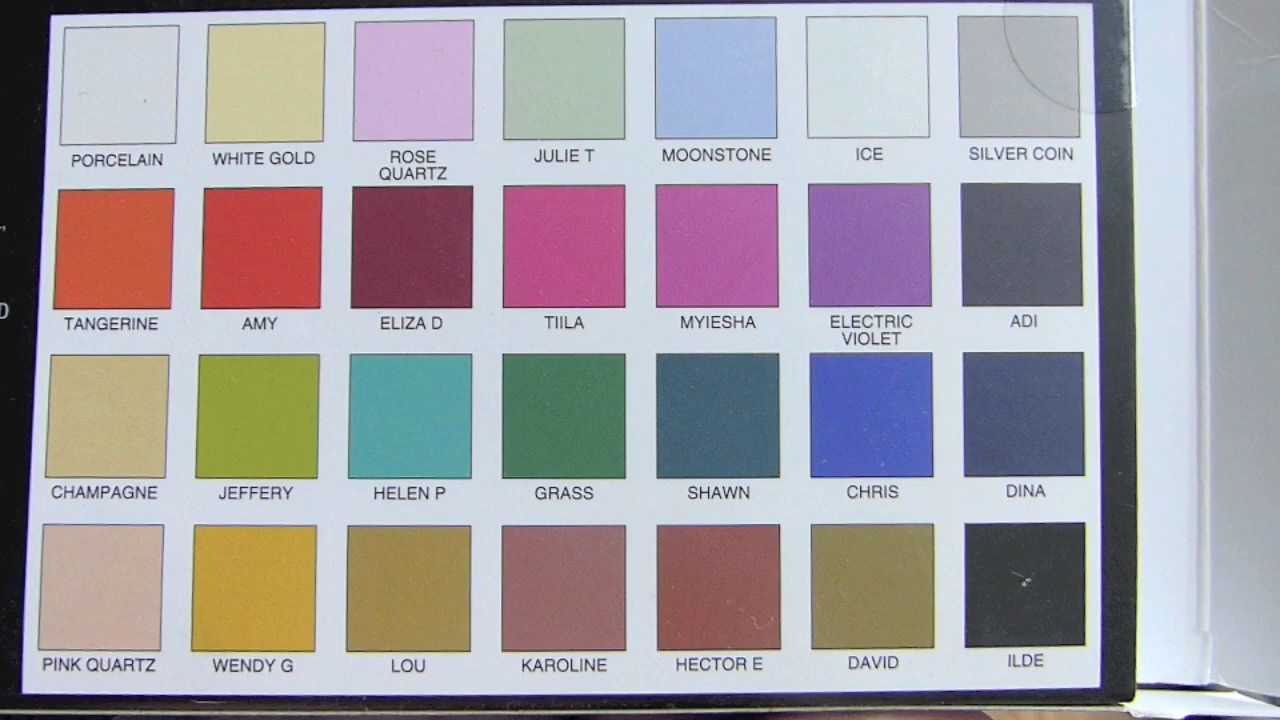 PORCELAIN
WHITE GOLD
ROSE
QUARTZ
JULIE T
MOONSTONE
ICE
SILVER COIN
TANGERINE
AMY
ELIZA D
TIILA
MYIESHA
ELECTRIC
VIOLET
ADI
CHAMPAGNE
JEFFERY
HELEN P
GRASS
SHAWN
CHRIS
DINA
PINK QUARTZ
WENDY G
LOU
KAROLINE
HECTOR E
DAVID
ILDE